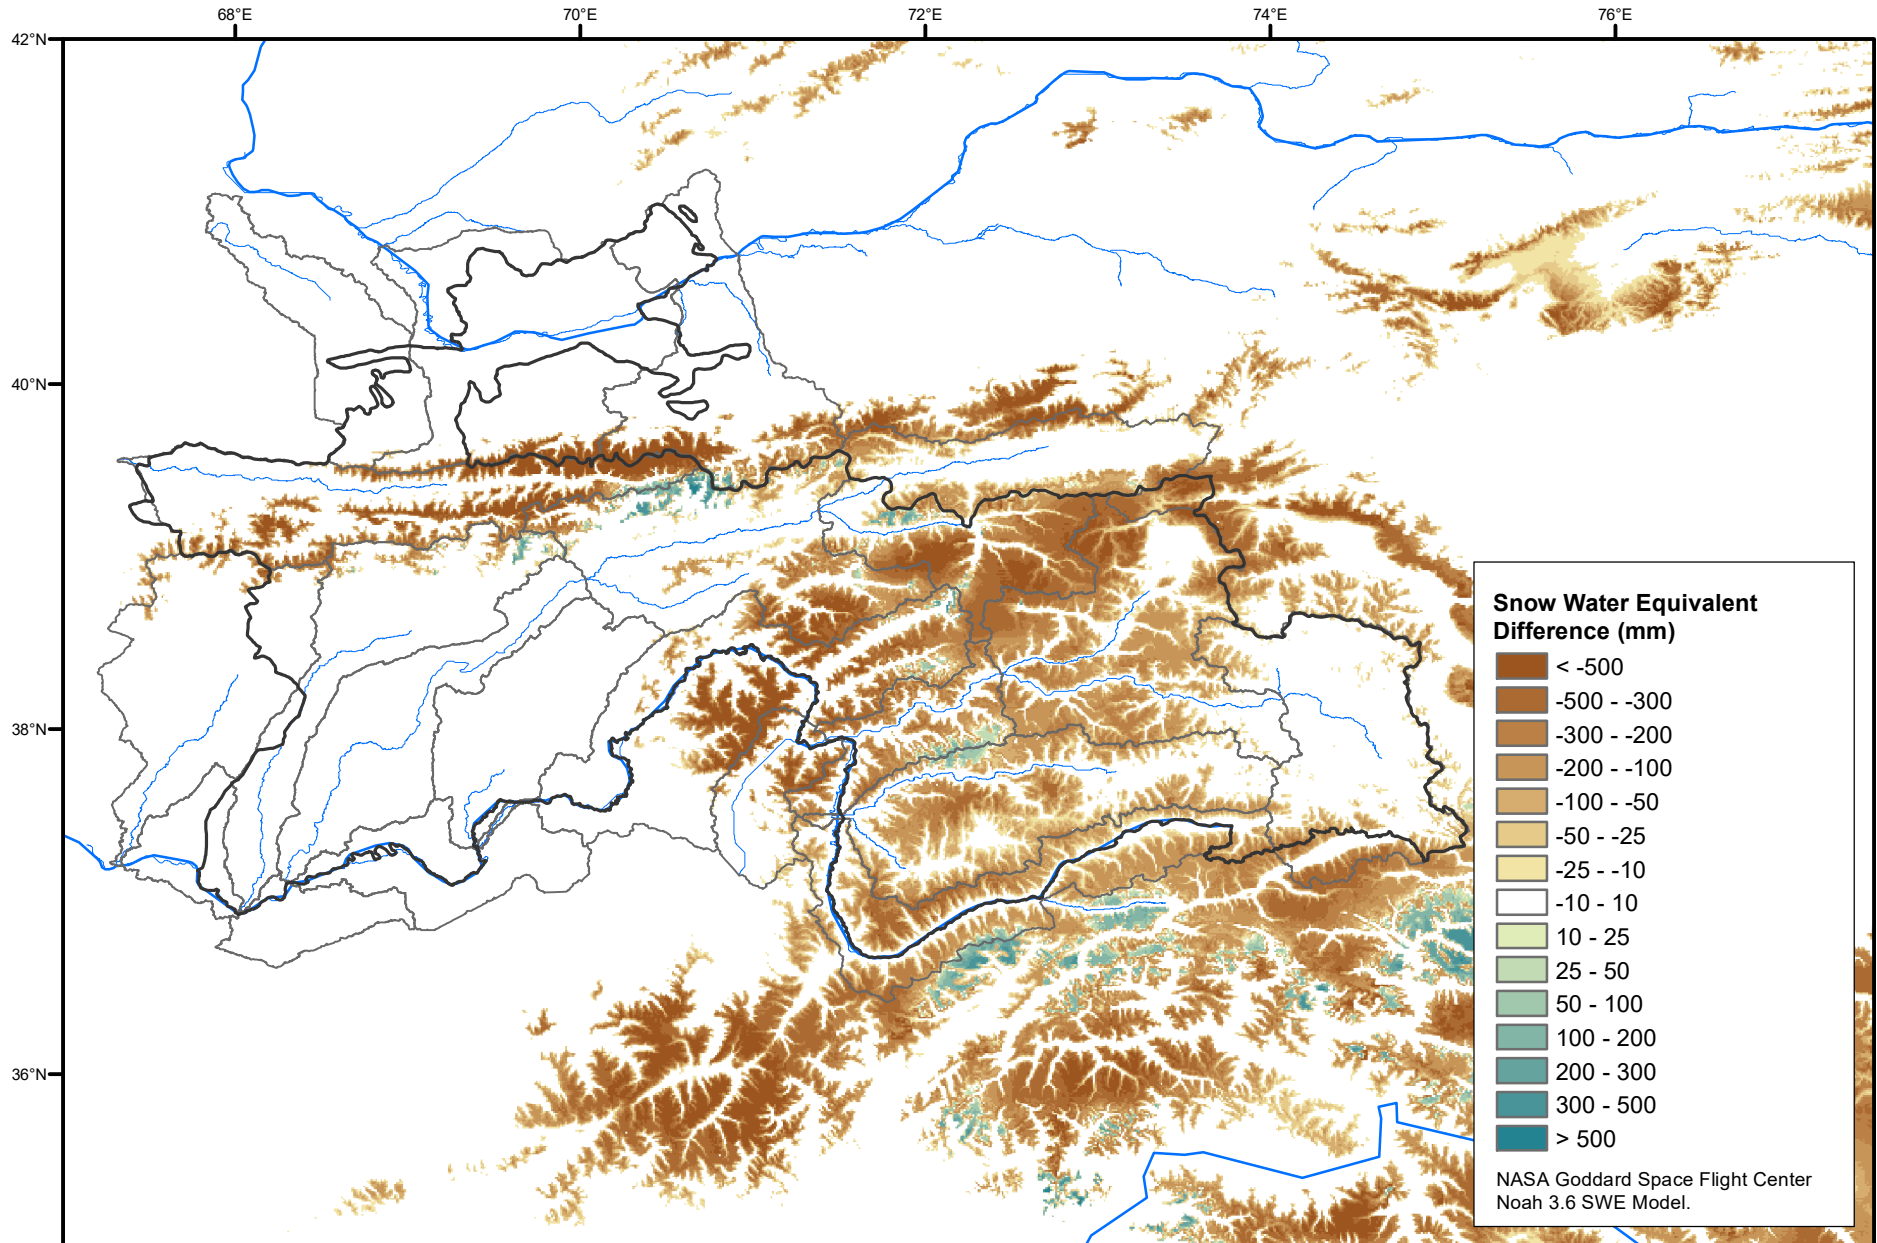 68°E
70°E
72°E
74°E
76°E
42°N
40°N
38°N
36°N
Snow Water Equivalent
Difference (mm)
< -500
-500 - -300
-300 - -200
-200 - -100
-100 - -50
-50 - -25
-25 - -10
-10 - 10
10 - 25
25 - 50
50 - 100
100 - 200
200 - 300
300 - 500
> 500
NASA Goddard Space Flight Center
Noah 3.6 SWE Model.